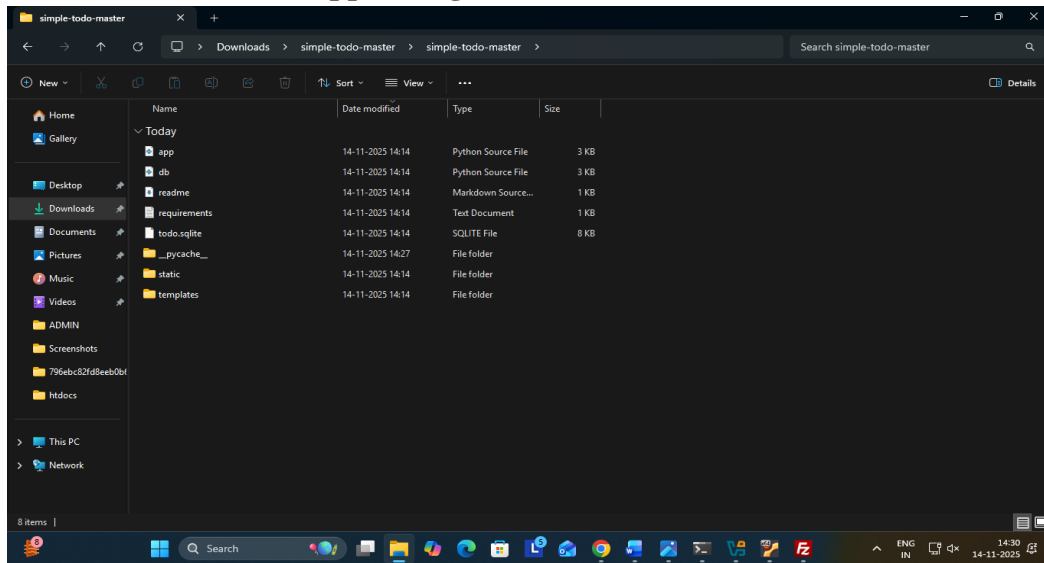 simple-todo-master
Downloads > simple-todo-master > simple-todo-master >
Search simple-todo-master
New
Sort
View
Details
Name Date modified Type Size
Today
app 14-11-2025 14:14 Python Source File 3 KB
db 14-11-2025 14:14 Python Source File 3 KB
readme 14-11-2025 14:14 Markdown Source... 1 KB
requirements 14-11-2025 14:14 Text Document 1 KB
todo.sqlite 14-11-2025 14:14 SQLITE File 8 KB
__pycache__ 14-11-2025 14:27 File folder
static 14-11-2025 14:14 File folder
templates 14-11-2025 14:14 File folder
Home
Gallery
Desktop
Downloads
Documents
Pictures
Music
Videos
ADMIN
Screenshots
htdocs
This PC
Network
8 items
8
Search
5
ENG
IN
14:30
14-11-2025